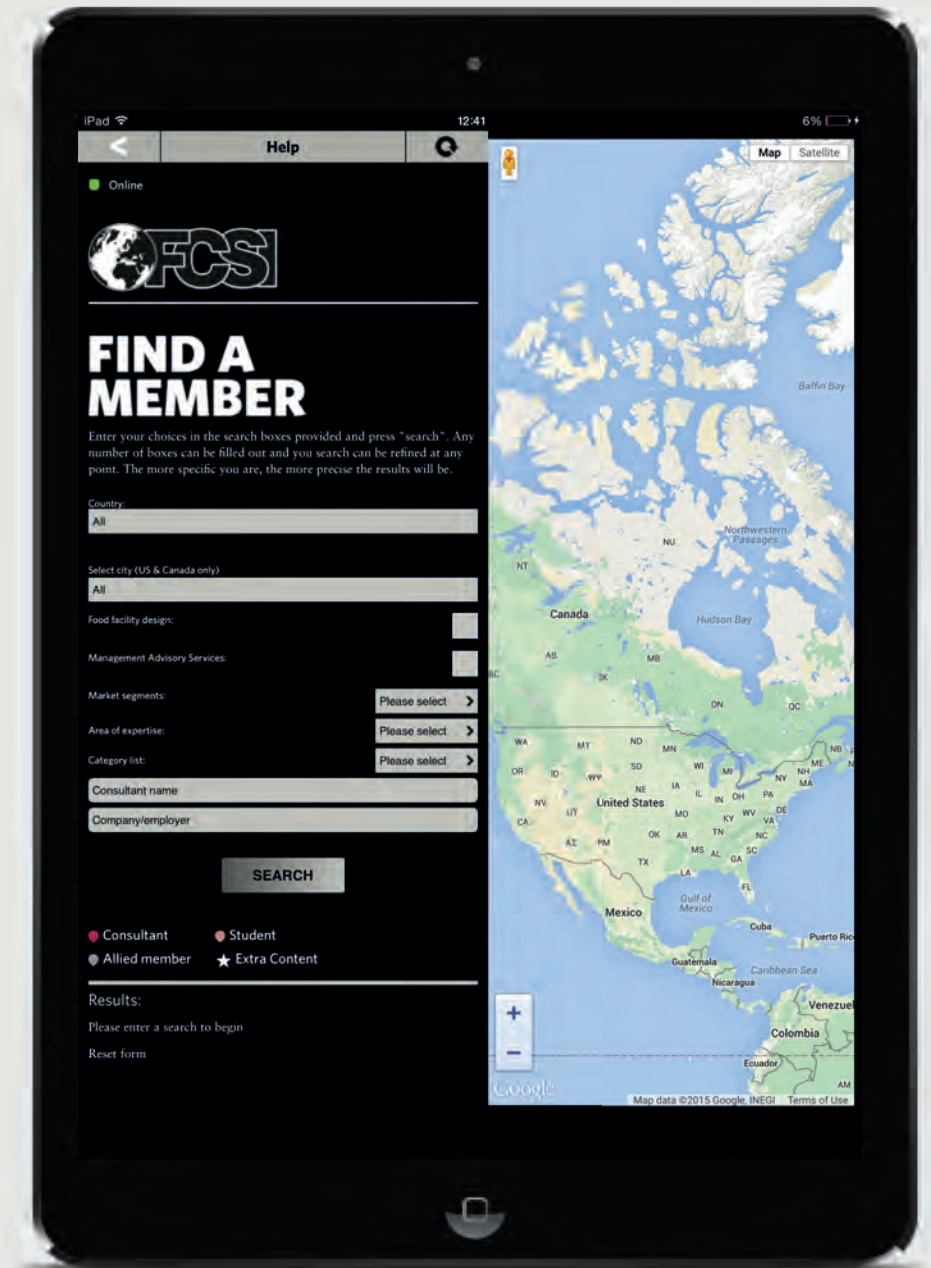 iPad 12:41 6%
Help
Online
FCSI
FIND A
MEMBER
Enter your choices in the search boxes provided and press "search". Any
number of boxes can be filled out and you search can be refined at any
point. The more specific you are, the more precise the results will be.
Country:
All
Select city (US & Canada only)
All
Food facility design:
Management Advisory Services:
Market segments:
Please select
Area of expertise:
Please select
Category list:
Please select
Consultant name
Company/employer
SEARCH
Consultant Student
Allied member Extra Content
Results:
Please enter a search to begin
Reset form
Map Satellite
Baffin Bay
Northwestern
Passages
NU
NT
Canada
Hudson Bay
AB
MB
BC
SK
ON
QC
WA
MT
ND
MN
NB
ME
OR
ID
SD
WI
MI
NH
NY
MA
WY
NE
IA
IL
IN
OH
PA
NV
UT
United States
MO
KY
WV
VA
DE
CA
OK
AR
TN
NC
AZ
NM
MS
AL
SC
GA
TX
LA
FL
Gulf of
Mexico
Mexico
Cuba
Puerto Ric
Guatemala
Caribbean Sea
Nicaragua
Venezuel
Colombia
Ecuador
AM
+
−
Google
Map data ©2015 Google, INEGI Terms of Use